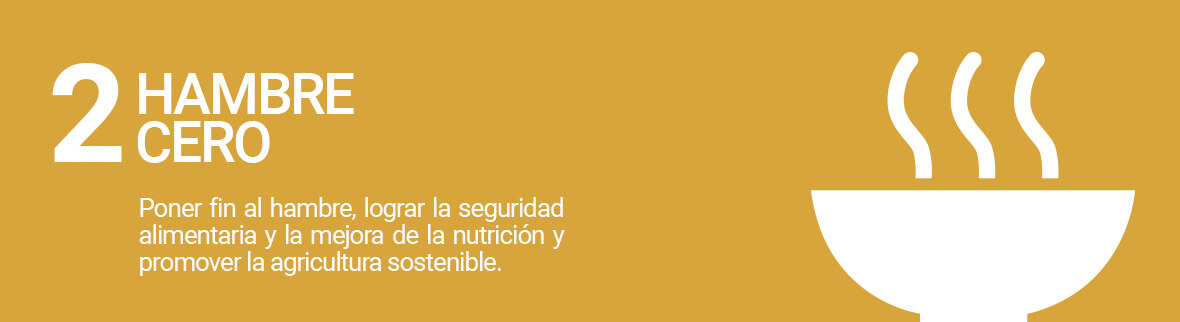 2 HAMBRE
CERO
Poner fin al hambre, lograr la seguridad
alimentaria y la mejora de la nutrición y
promover la agricultura sostenible.